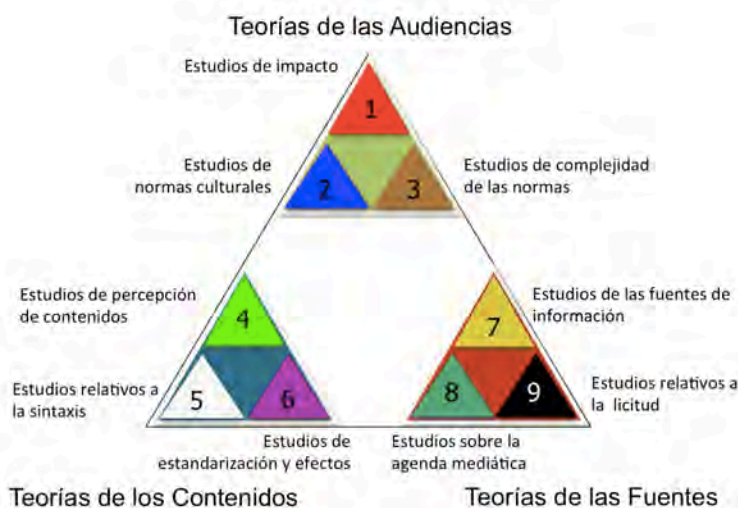 Teorías de las Audiencias
Estudios de impacto
1
Estudios de
normas culturales
2
3
Estudios de complejidad
de las normas
Estudios de percepción
de contenidos
4
7
Estudios de las fuentes de
información
Estudios relativos a
la sintaxis
5
6
8
9
Estudios relativos a
la licitud
Estudios de
estandarización y efectos
Estudios sobre la
agenda mediática
Teorías de los Contenidos
Teorías de las Fuentes